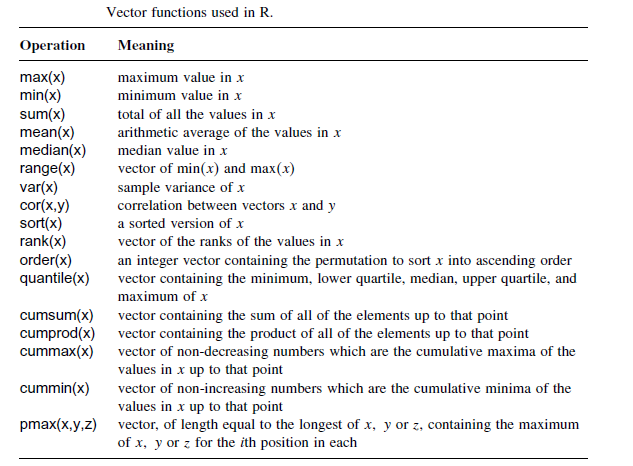 Vector functions used in R.
Operation Meaning
max(x) maximum value in x
min(x) minimum value in x
sum(x) total of all the values in x
mean(x) arithmetic average of the values in x
median(x) median value in x
range(x) vector of min(x) and max(x)
var(x) sample variance of x
cor(x,y) correlation between vectors x and y
sort(x) a sorted version of x
rank(x) vector of the ranks of the values in x
order(x) an integer vector containing the permutation to sort x into ascending order
quantile(x) vector containing the minimum, lower quartile, median, upper quartile, and
maximum of x
cumsum(x) vector containing the sum of all of the elements up to that point
cumprod(x) vector containing the product of all of the elements up to that point
cummax(x) vector of non-decreasing numbers which are the cumulative maxima of the
values in x up to that point
cummin(x) vector of non-increasing numbers which are the cumulative minima of the
values in x up to that point
pmax(x,y,z) vector, of length equal to the longest of x, y or z, containing the maximum
of x, y or z for the ith position in each